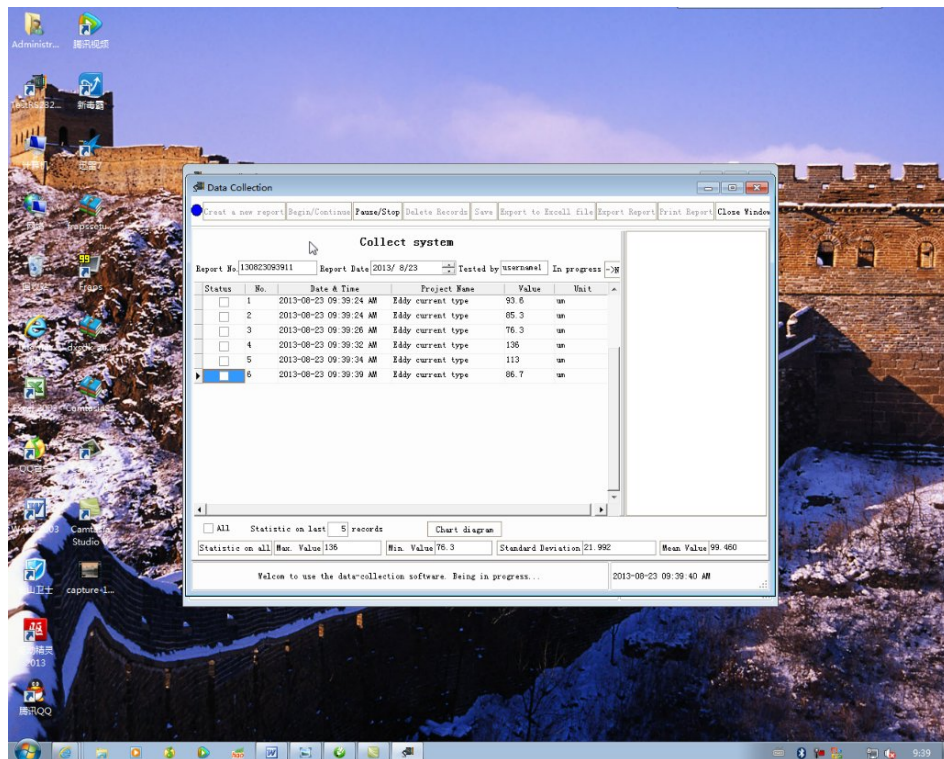 Administr...
腾讯视频
新毒霸
Data Collection
Creat a new report Begin/Continue Pause/Stop Delete Records Save Export to Excell file Export Report Print Report Close Window
Collect system
Report No. 130823093911 Report Date 2013/ 8/23 Tested by username1 In progress ->N
Status No. Date & Time Project Name Value Unit
1 2013-08-23 09:39:24 AM Eddy current type 93.6 um
2 2013-08-23 09:39:24 AM Eddy current type 85.3 um
3 2013-08-23 09:39:26 AM Eddy current type 76.3 um
4 2013-08-23 09:39:32 AM Eddy current type 136 um
5 2013-08-23 09:39:34 AM Eddy current type 113 um
6 2013-08-23 09:39:39 AM Eddy current type 86.7 um
Fraps
All Statistic on last 5 records Chart diagram
Statistic on all Max. Value 136 Min. Value 76.3 Standard Deviation 21.992 Mean Value 99.460
Welcom to use the data-collection software. Being in progress... 2013-08-23 09:39:40 AM
Studio
capture-1...
2013
腾讯QQ
9:39